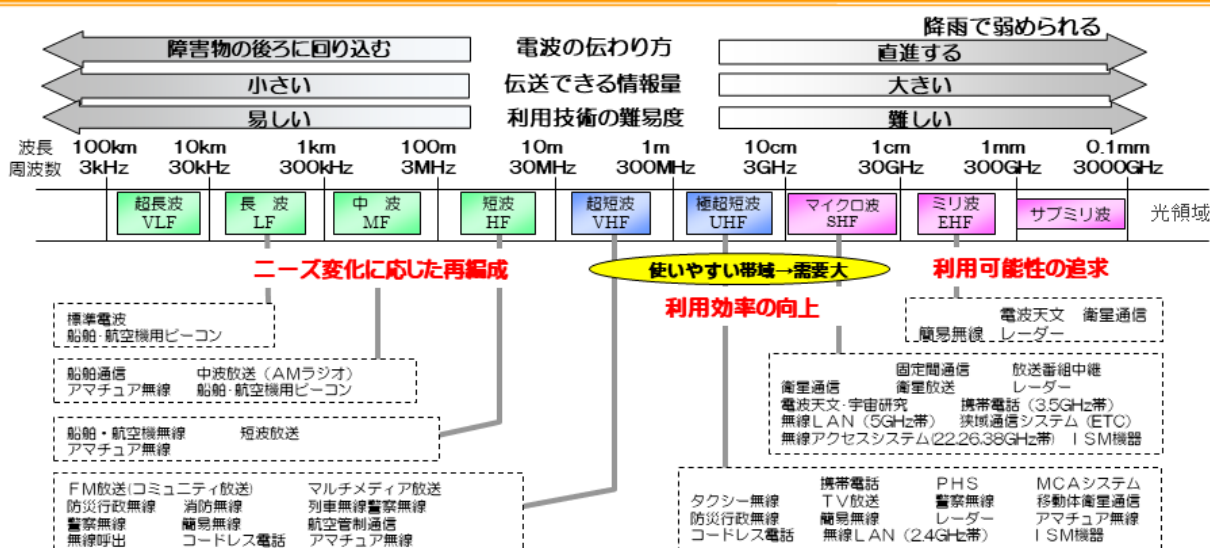 降雨で弱められる
障害物の後ろに回り込む 電波の伝わり方 直進する
小さい 伝送できる情報量 大きい
易しい 利用技術の難易度 難しい
波長 100km 10km 1km 100m 10m 1m 10cm 1cm 1mm 0.1mm
周波数 3kHz 30kHz 300kHz 3MHz 30MHz 300MHz 3GHz 30GHz 300GHz 3000GHz
超長波 長 波 中 波 短波 超短波 極超短波 マイクロ波 ミリ波 サブミリ波 光領域
VLF LF MF HF VHF UHF SHF EHF
ニーズ変化に応じた再編成 使いやすい帯域→需要大 利用可能性の追求
利用効率の向上
標準電波
船舶・航空機用ビーコン
船舶通信 中波放送(AMラジオ)
アマチュア無線 船舶・航空機用ビーコン
船舶・航空機無線 短波放送
アマチュア無線
FM放送(コミュニティ放送) マルチメディア放送
防災行政無線 消防無線 列車無線警察無線
警察無線 簡易無線 航空管制通信
無線呼出 コードレス電話 アマチュア無線
電波天文 衛星通信
簡易無線 レーダー
固定間通信 放送番組中継
衛星通信 衛星放送 レーダー
電波天文・宇宙研究 携帯電話(3.5GHz帯)
無線LAN(5GHz帯) 狭域通信システム(ETC)
無線アクセスシステム(22.26.38GHz帯) ISM機器
携帯電話 PHS MCAシステム
タクシー無線 TV放送 警察無線 移動体衛星通信
防災行政無線 簡易無線 レーダー アマチュア無線
コードレス電話 無線LAN(2.4GHz帯) ISM機器